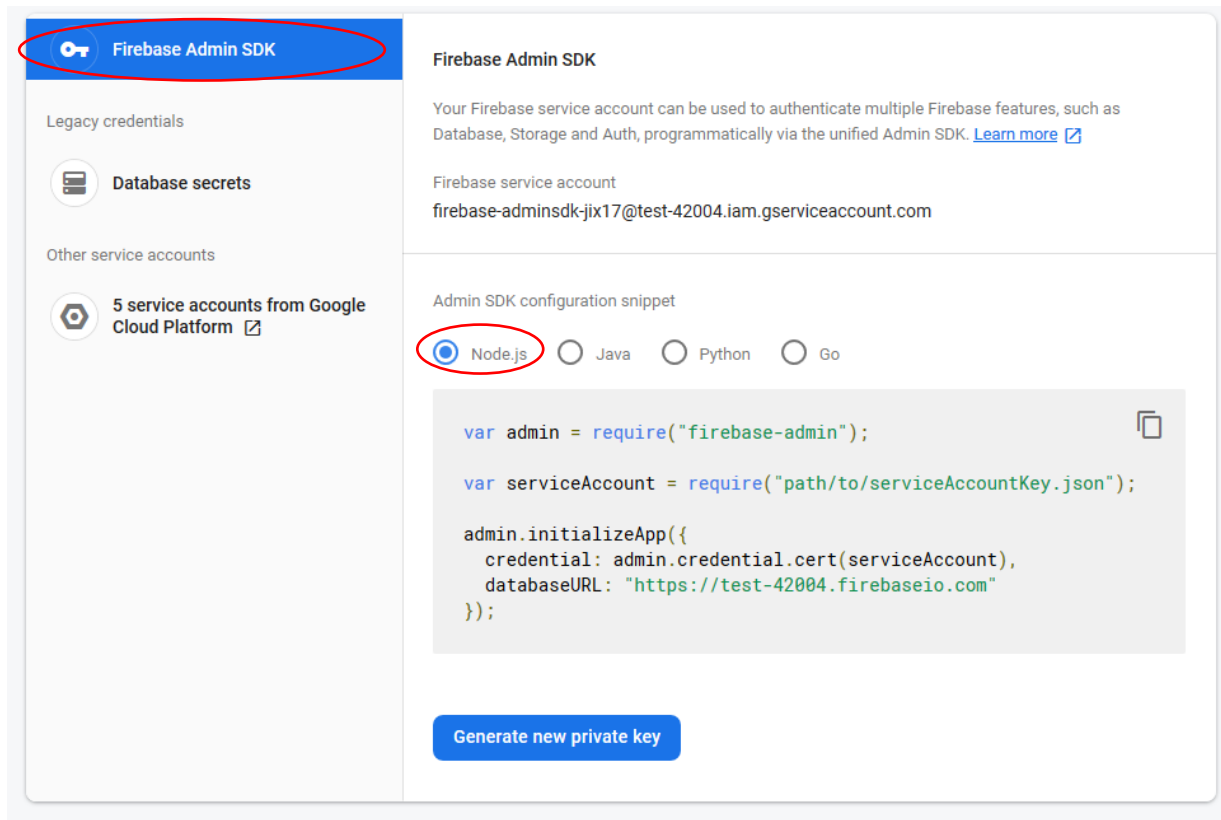 Firebase Admin SDK
Legacy credentials
Database secrets
Other service accounts
5 service accounts from Google
Cloud Platform
Firebase Admin SDK
Your Firebase service account can be used to authenticate multiple Firebase features, such as
Database, Storage and Auth, programmatically via the unified Admin SDK. Learn more
Firebase service account
firebase-adminsdk-jix17@test-42004.iam.gserviceaccount.com
Admin SDK configuration snippet
Node.js Java Python Go
var admin = require("firebase-admin");
var serviceAccount = require("path/to/serviceAccountKey.json");
admin.initializeApp({
  credential: admin.credential.cert(serviceAccount),
  databaseURL: "https://test-42004.firebaseio.com"
});
Generate new private key